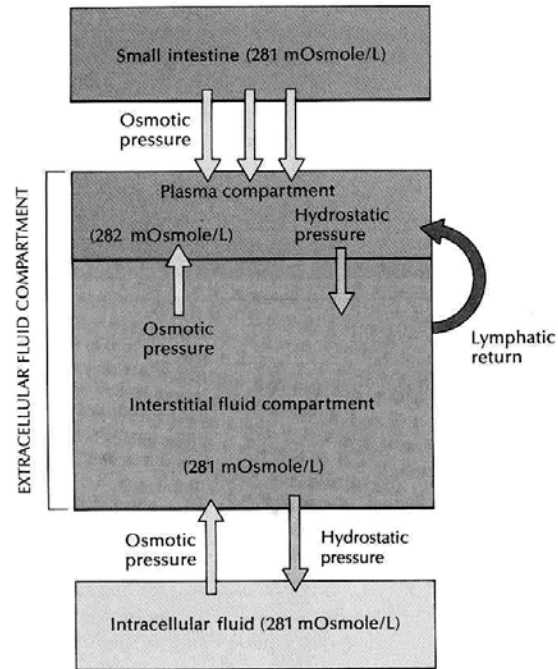 Small intestine (281 mOsmole/L)
Osmotic
pressure
Plasma compartment
Hydrostatic
pressure
(282 mOsmole/L)
Osmotic
pressure
Lymphatic
return
Interstitial fluid compartment
(281 mOsmole/L)
EXTRACELLULAR FLUID COMPARTMENT
Osmotic
pressure
Hydrostatic
pressure
Intracellular fluid (281 mOsmole/L)